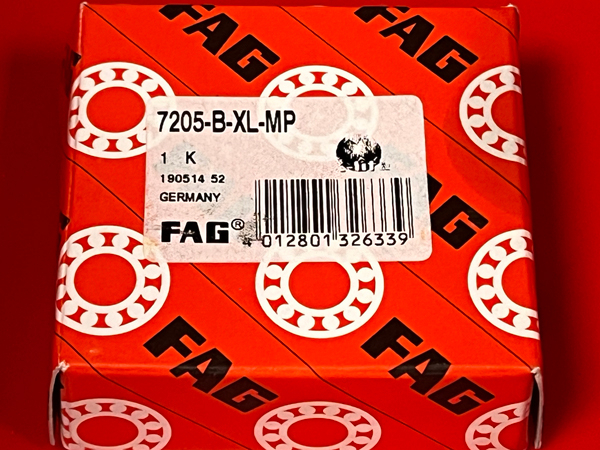 FAG
FAG
7205-B-XL-MP
1 K
190514 52
GERMANY
FAG®
4 012801 326339
FAG
FAG
FAG